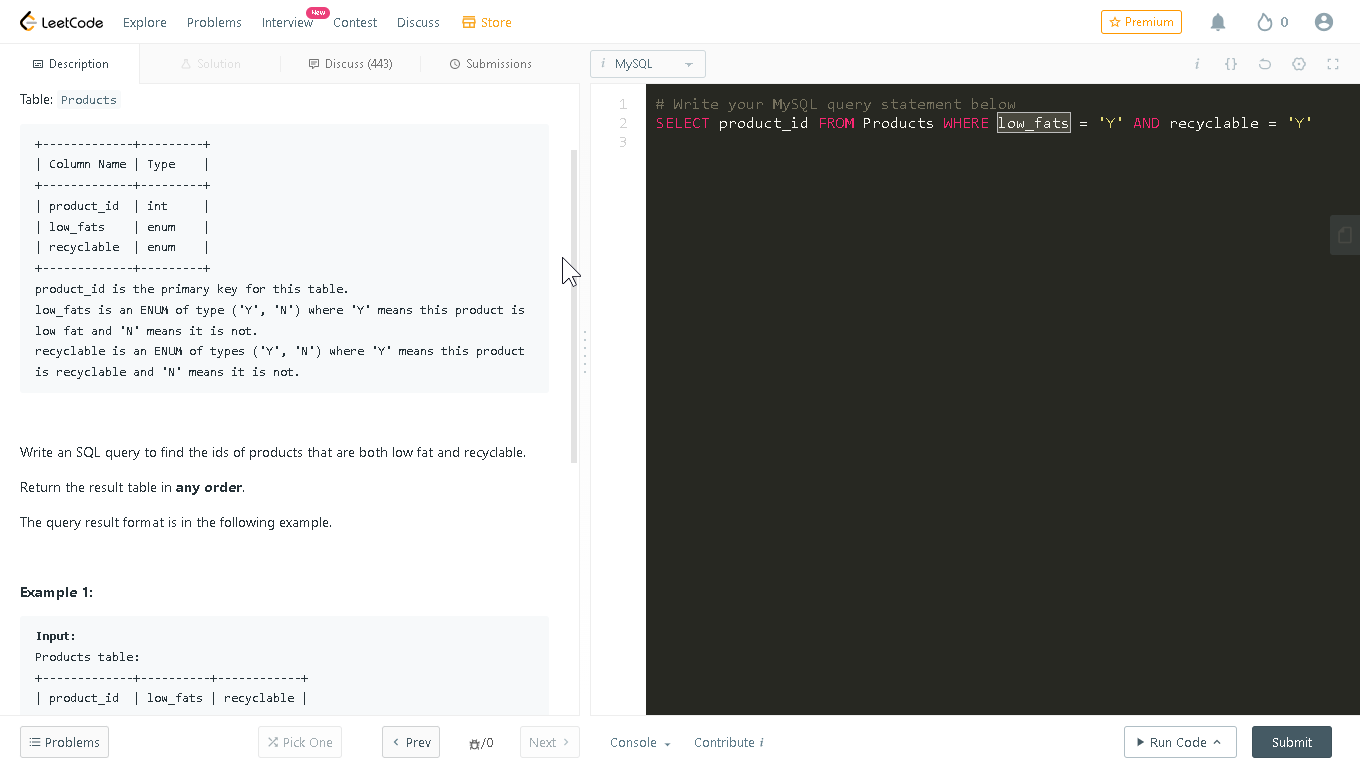 LeetCode Explore Problems Interview New Contest Discuss Store Premium 0
Description Solution Discuss (443) Submissions i MySQL i {}
Table: Products
+-------------+---------+
| Column Name | Type    |
+-------------+---------+
| product_id  | int     |
| low_fats    | enum    |
| recyclable  | enum    |
+-------------+---------+
product_id is the primary key for this table.
low_fats is an ENUM of type ('Y', 'N') where 'Y' means this product is
low fat and 'N' means it is not.
recyclable is an ENUM of types ('Y', 'N') where 'Y' means this product
is recyclable and 'N' means it is not.
Write an SQL query to find the ids of products that are both low fat and recyclable.
Return the result table in any order.
The query result format is in the following example.
Example 1:
Input:
Products table:
+-------------+----------+------------+
| product_id  | low_fats | recyclable |
1 # Write your MySQL query statement below
2 SELECT product_id FROM Products WHERE low_fats = 'Y' AND recyclable = 'Y'
3
Problems Pick One < Prev /0 Next > Console Contribute i Run Code Submit